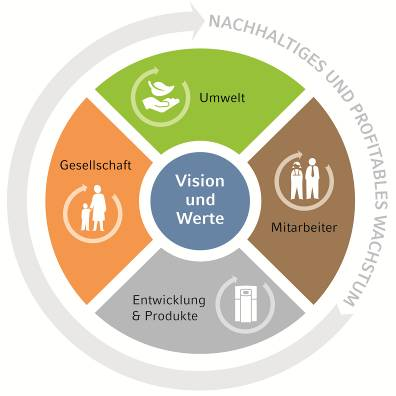 NACHHALTIGES UND PROFITABLES WACHSTUM
Umwelt
Gesellschaft
Vision
und
Werte
Mitarbeiter
Entwicklung
& Produkte